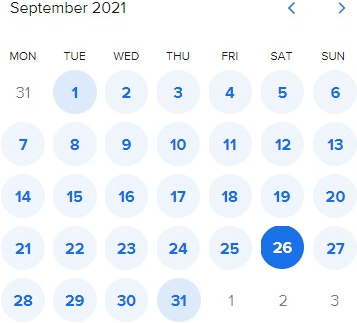 September 2021
MON TUE WED THU FRI SAT SUN
31 1 2 3 4 5 6
7 8 9 10 11 12 13
14 15 16 17 18 19 20
21 22 23 24 25 26 27
28 29 30 31 1 2 3